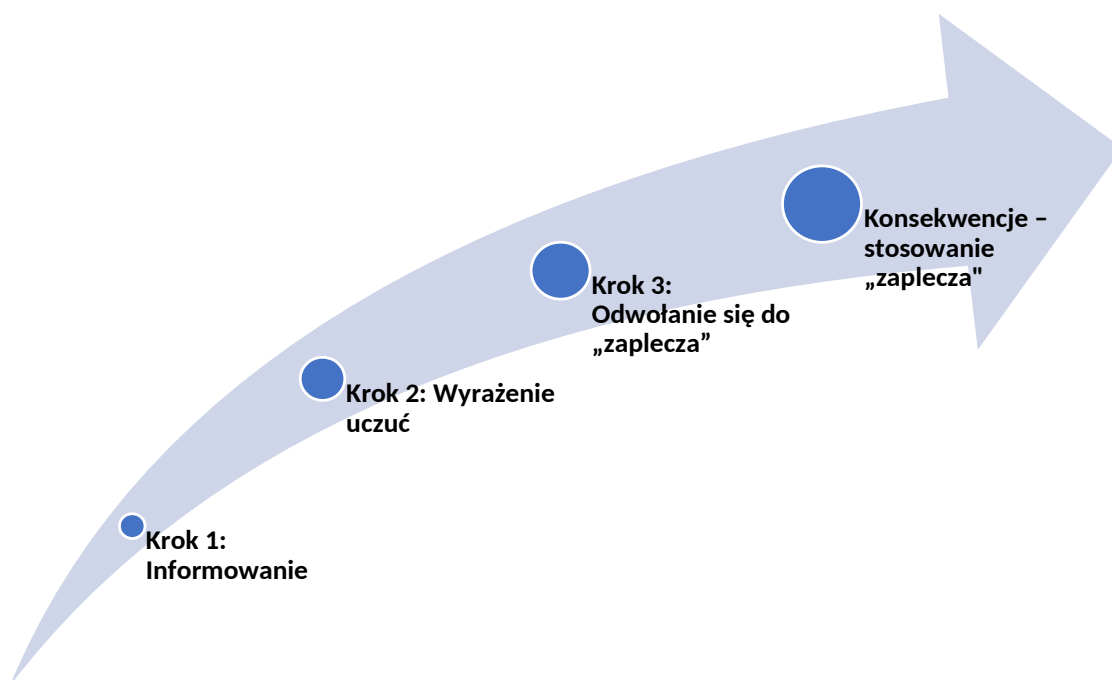 Krok 1:
Informowanie
Krok 2: Wyrażenie
uczuć
Krok 3:
Odwołanie się do
„zaplecza”
Konsekwencje –
stosowanie
„zaplecza"